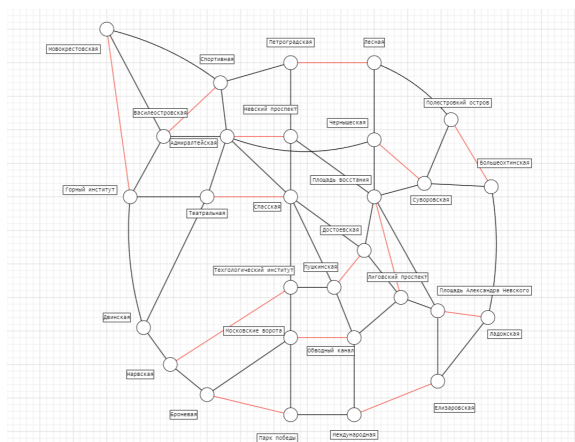 Петроградская
Лесная
Новокрестовская
Спортивная
Полюстровкий остров
Василеостровская
Невский проспект
Чернышеская
Адмиралтейская
Большеохтинская
Горный институт
Площадь восстания
Суворовская
Театральная
Спасская
Достоевская
Технологический институт
Пушкинская
Лиговский проспект
Площадь Александра Невского
Двинская
Московские ворота
Обводный канал
Ладожская
Нарвская
Броневая
Елизаровская
Парк победы
Международная